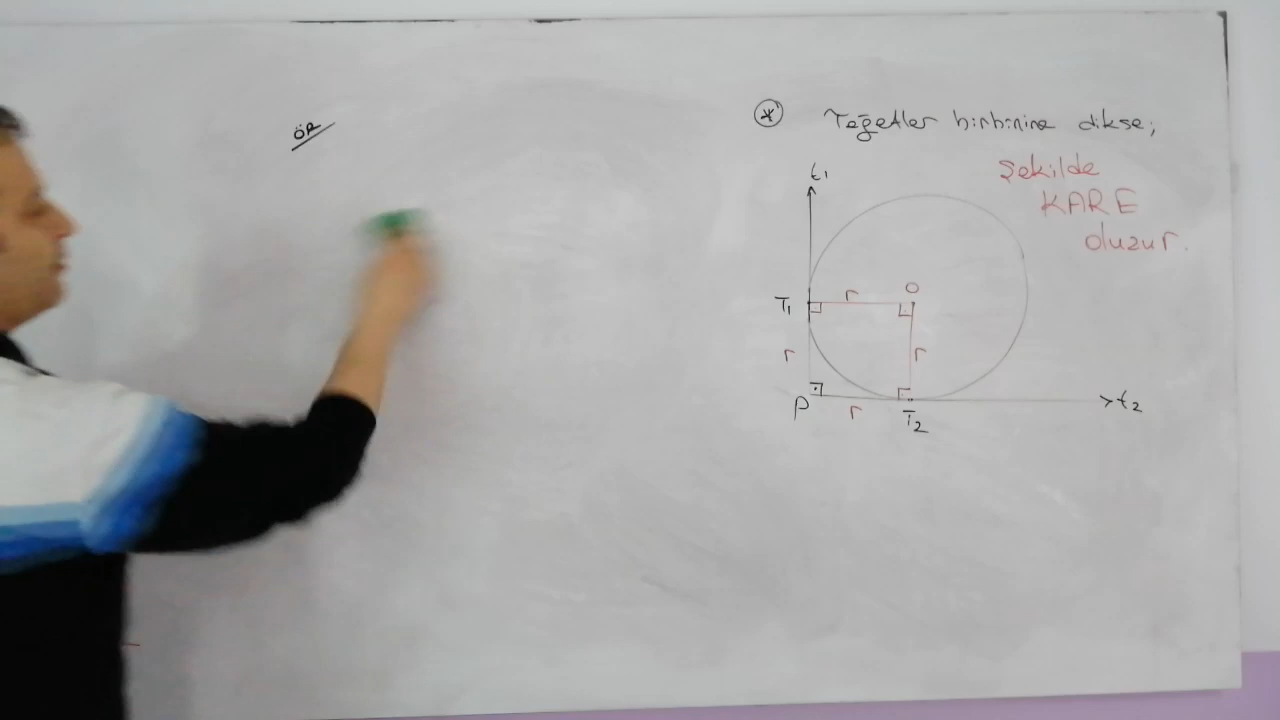 ÖR
* Teğetler birbirine dikse;
Şekilde
KARE
oluşur.
t₁
T₁
r
O
r
r
P
r
T₂
t₂